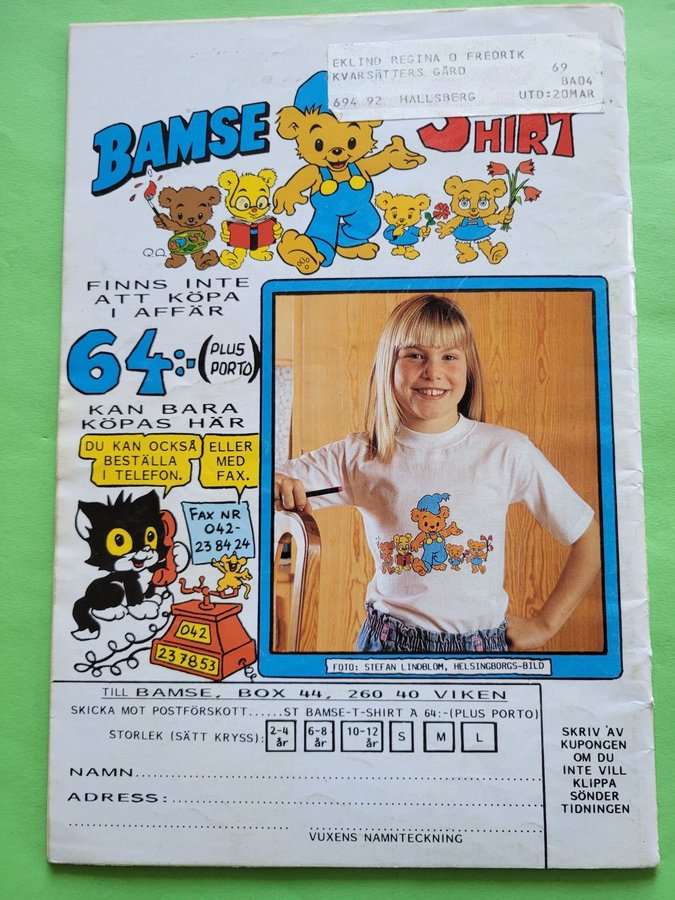 EKLIND REGINA O FREDRIK
KVARSÄTTERS GÅRD 69
BA04
694 92 HALLSBERG UTD:20MAR
BAMSE SHIRT
FINNS INTE
ATT KÖPA
I AFFÄR
64:- (PLUS PORTO)
KAN BARA
KÖPAS HÄR
DU KAN OCKSÅ
BESTÄLLA
I TELEFON.
ELLER
MED
FAX.
FAX NR
042-
23 84 24
042
237853
FOTO: STEFAN LINDBLOM, HELSINGBORGS-BILD
TILL BAMSE, BOX 44, 260 40 VIKEN
SKICKA MOT POSTFÖRSKOTT......ST BAMSE-T-SHIRT A 64:-(PLUS PORTO)
STORLEK (SÄTT KRYSS): 2-4 år 6-8 år 10-12 år S M L
NAMN
ADRESS:
VUXENS NAMNTECKNING
SKRIV AV
KUPONGEN
OM DU
INTE VILL
KLIPPA
SÖNDER
TIDNINGEN